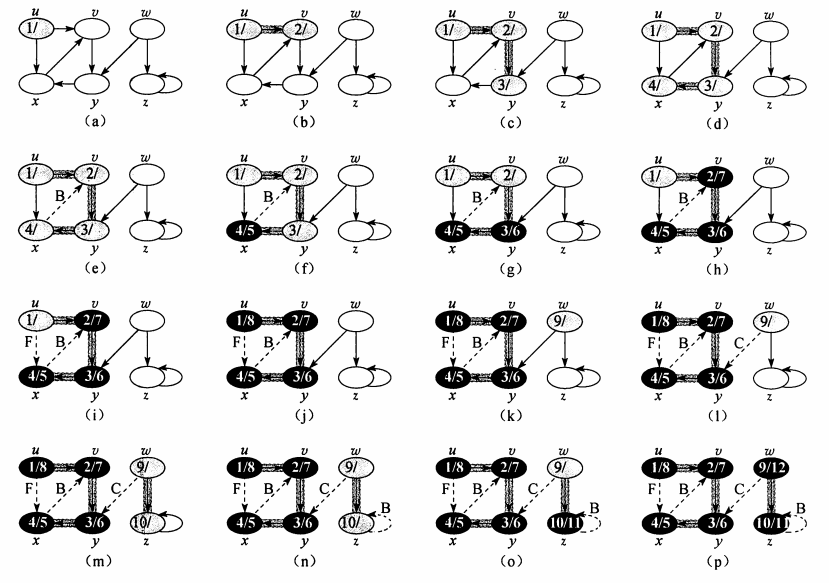 u v w u v w u v w u v w
1/ 1/ 2/ 1/ 2/ 1/ 2/
3/ 4/ 3/
x y z x y z x y z x y z
(a) (b) (c) (d)
u v w u v w u v w u v w
1/ 2/ 1/ 2/ 1/ 2/ 1/ 2/7
B B B B
4/ 3/ 4/5 3/ 4/5 3/6 4/5 3/6
x y z x y z x y z x y z
(e) (f) (g) (h)
u v w u v w u v w u v w
1/ 2/7 1/8 2/7 1/8 2/7 9/ 1/8 2/7 9/
F B F B F B F B C
4/5 3/6 4/5 3/6 4/5 3/6 4/5 3/6
x y z x y z x y z x y z
(i) (j) (k) (l)
u v w u v w u v w u v w
1/8 2/7 9/ 1/8 2/7 9/ 1/8 2/7 9/ 1/8 2/7 9/12
F B C F B C B F B C B F B C B
4/5 3/6 10/ 4/5 3/6 10/ 4/5 3/6 10/11 4/5 3/6 10/11
x y z x y z x y z x y z
(m) (n) (o) (p)